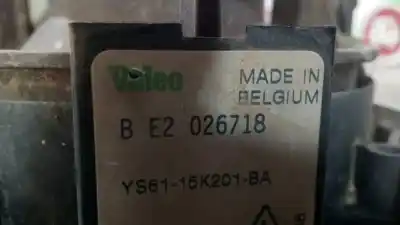 Valeo
MADE IN
BELGIUM
B E2 026718
YS61-15K201-BA